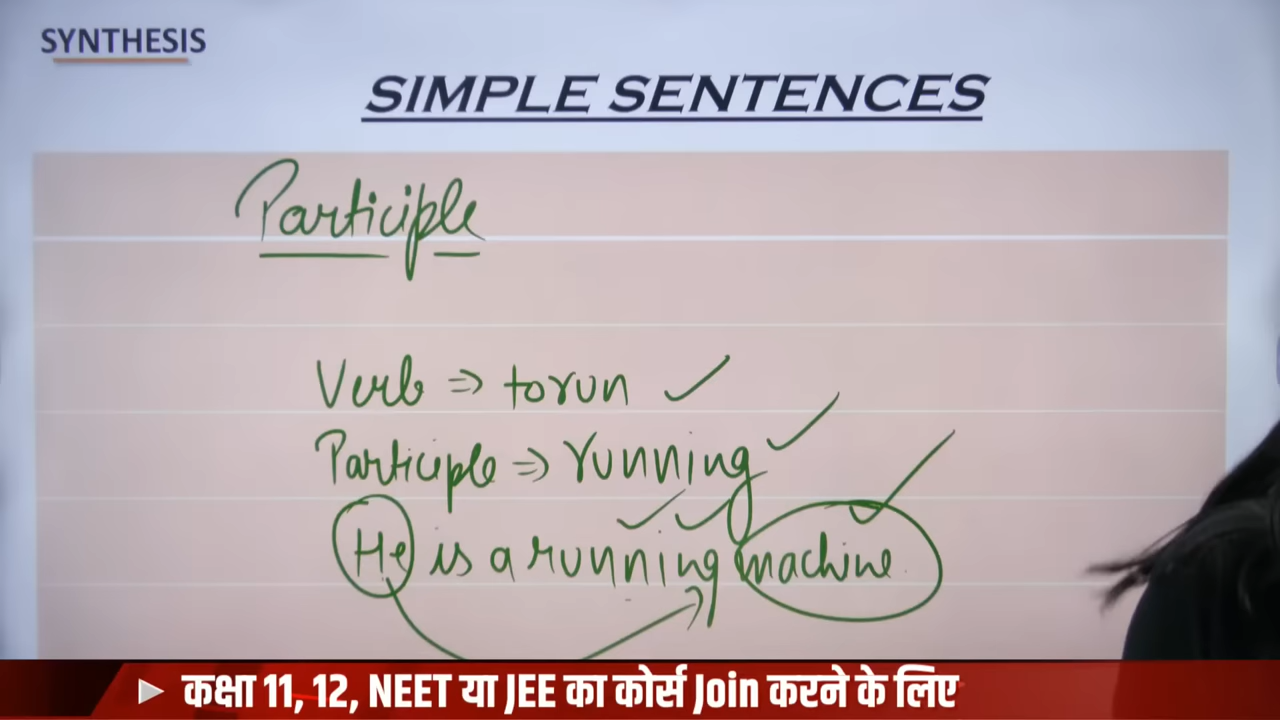 SYNTHESIS
SIMPLE SENTENCES
Participle
Verb ⇒ to run ✓
Participle ⇒ running ✓
He is a running machine
कक्षा 11, 12, NEET या JEE का कोर्स Join करने के लिए